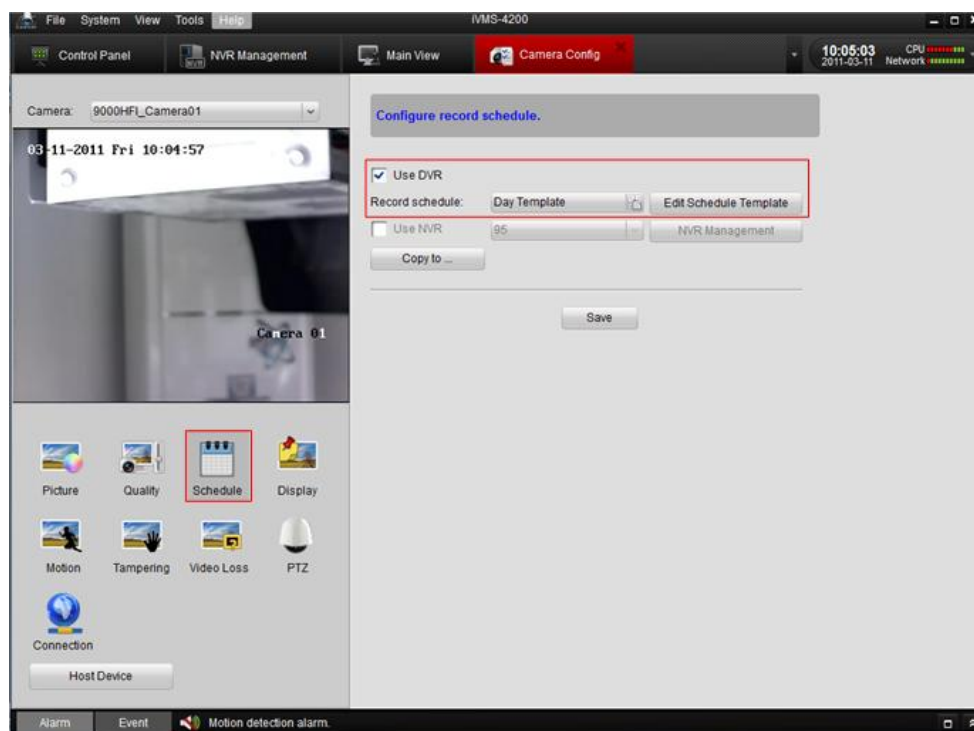 File System View Tools Help iVMS-4200
Control Panel NVR Management Main View Camera Config 10:05:03 CPU
2011-03-11 Network
Camera: 9000HFI_Camera01
Configure record schedule.
03-11-2011 Fri 10:04:57
Use DVR
Record schedule: Day Template Edit Schedule Template
Use NVR 95 NVR Management
Copy to ...
Save
Camera 01
Picture Quality Schedule Display
Motion Tampering Video Loss PTZ
Connection
Host Device
Alarm Event Motion detection alarm.